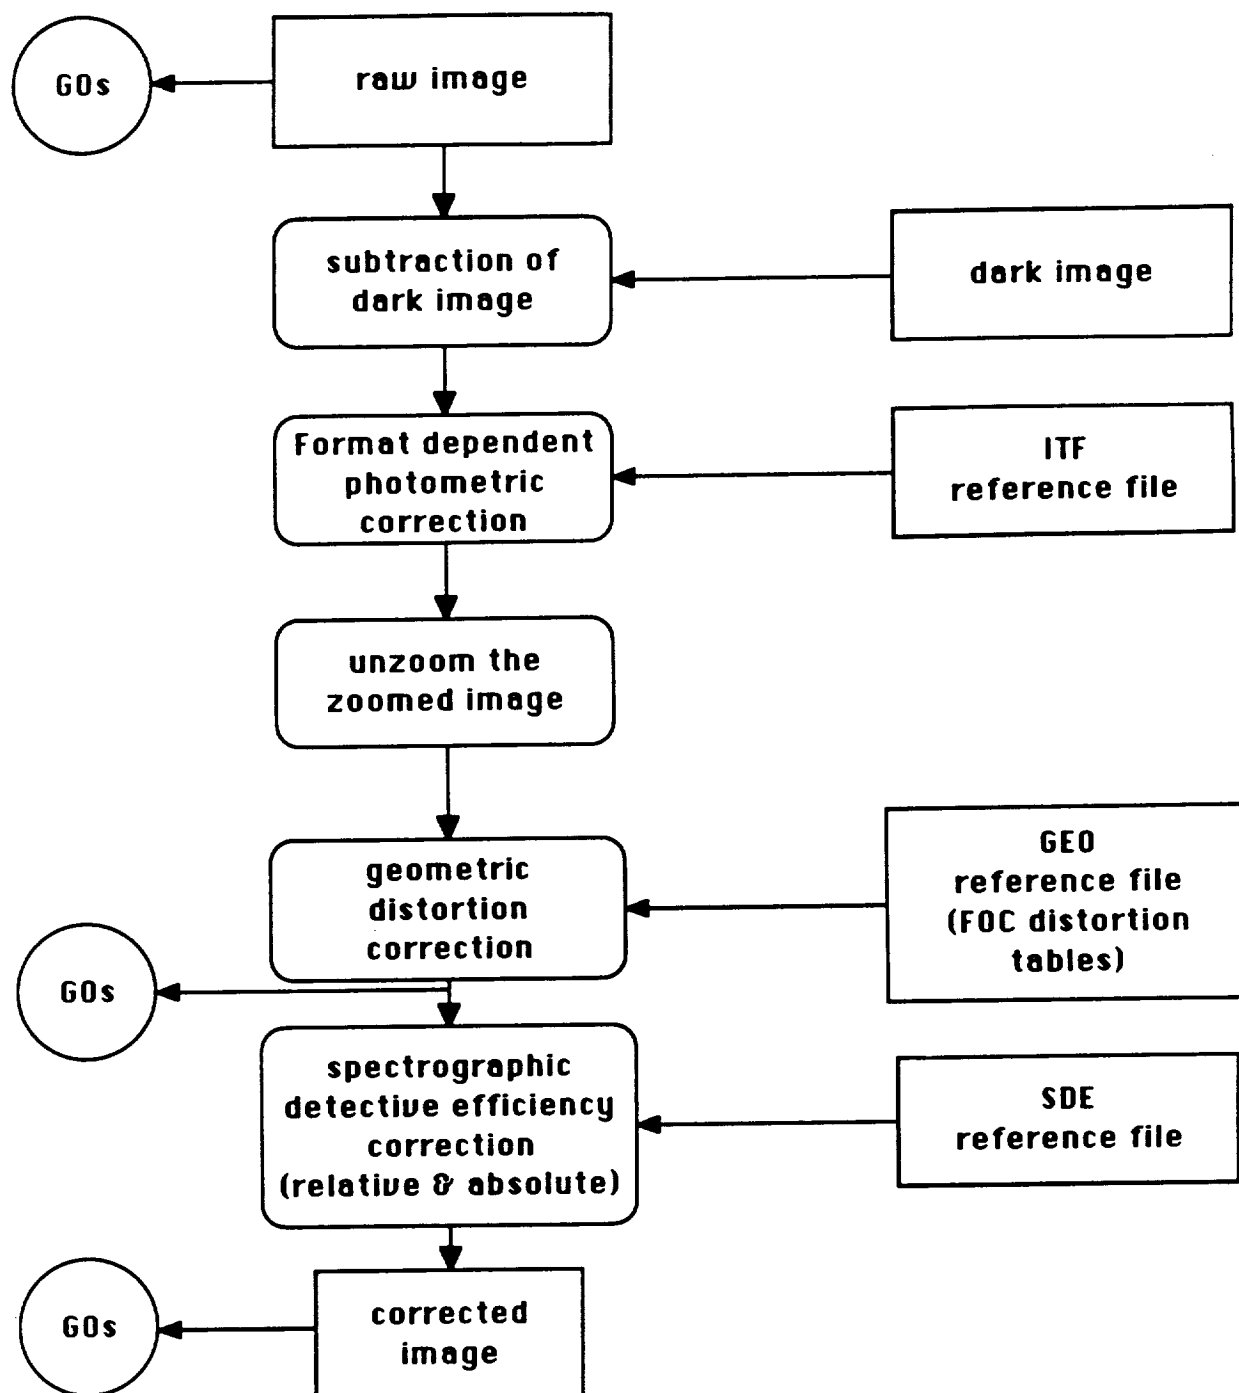 GOs
raw image
subtraction of
dark image
dark image
Format dependent
photometric
correction
ITF
reference file
unzoom the
zoomed image
geometric
distortion
correction
GEO
reference file
(FOC distortion
tables)
GOs
spectrographic
detective efficiency
correction
(relative & absolute)
SDE
reference file
GOs
corrected
image